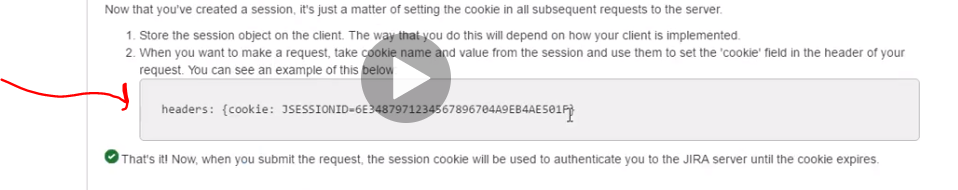 Now that you've created a session, it's just a matter of setting the cookie in all subsequent requests to the server.
1. Store the session object on the client. The way that you do this will depend on how your client is implemented.
2. When you want to make a request, take cookie name and value from the session and use them to set the 'cookie' field in the header of your
request. You can see an example of this below
headers: {cookie: JSESSIONID=6E3487971234567896704A9EB4AE501F}
That's it! Now, when you submit the request, the session cookie will be used to authenticate you to the JIRA server until the cookie expires.